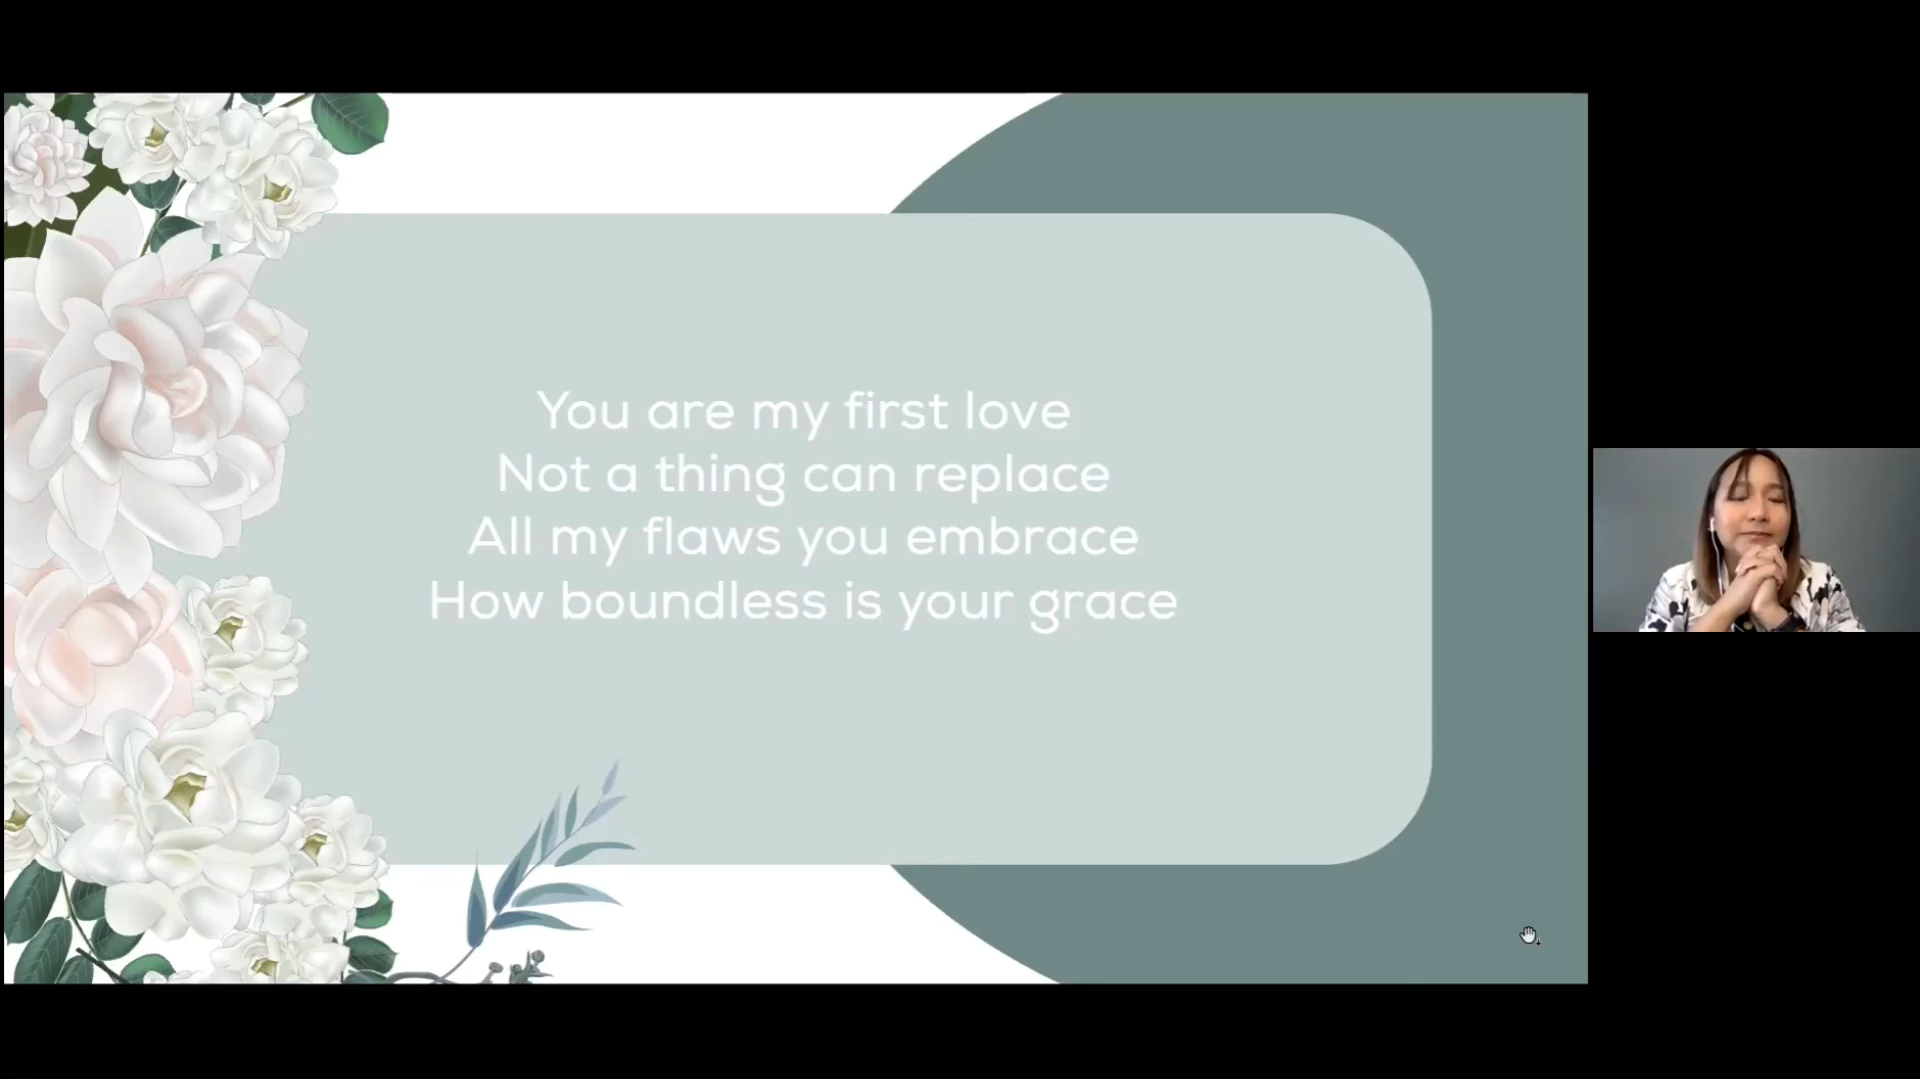 You are my first love
Not a thing can replace
All my flaws you embrace
How boundless is your grace